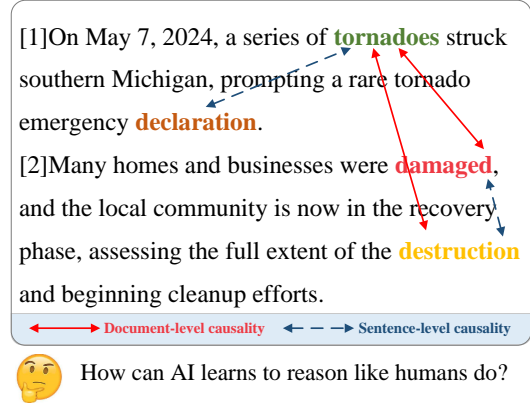 [1]On May 7, 2024, a series of tornadoes struck
southern Michigan, prompting a rare tornado
emergency declaration.
[2]Many homes and businesses were damaged,
and the local community is now in the recovery
phase, assessing the full extent of the destruction
and beginning cleanup efforts.
Document-level causality Sentence-level causality
How can AI learns to reason like humans do?